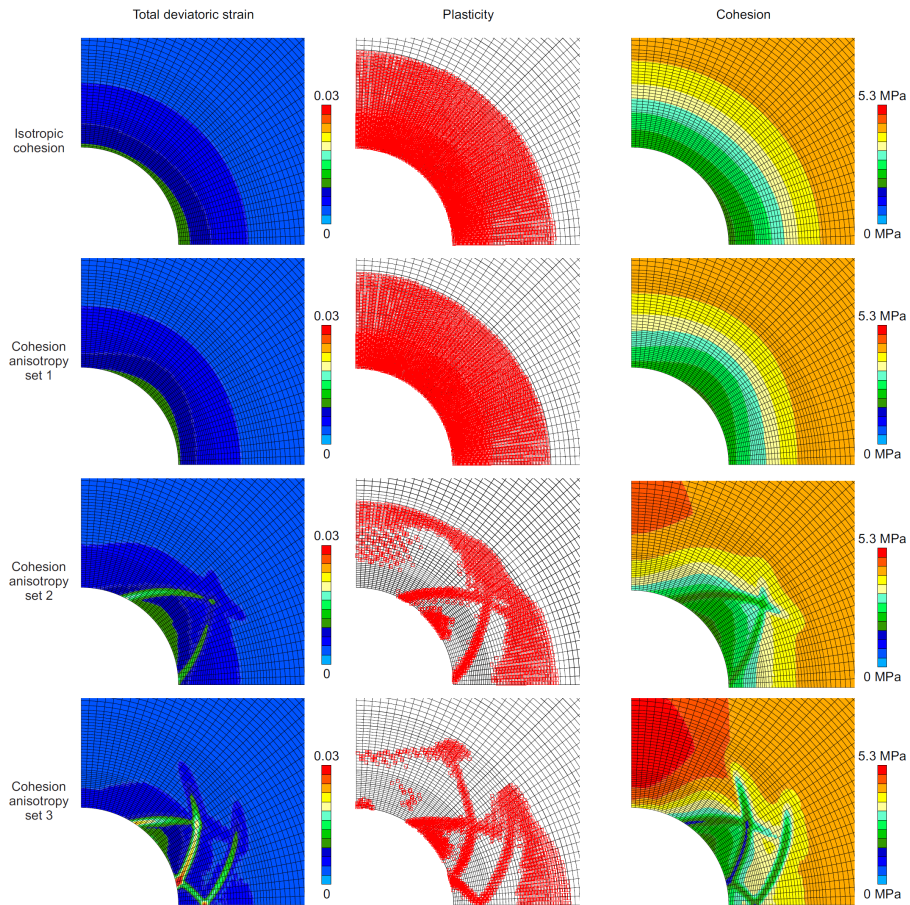 Total deviatoric strain
Plasticity
Cohesion
Isotropic
cohesion
0.03
0
5.3 MPa
0 MPa
Cohesion
anisotropy
set 1
0.03
0
5.3 MPa
0 MPa
Cohesion
anisotropy
set 2
0.03
0
5.3 MPa
0 MPa
Cohesion
anisotropy
set 3
0.03
0
5.3 MPa
0 MPa